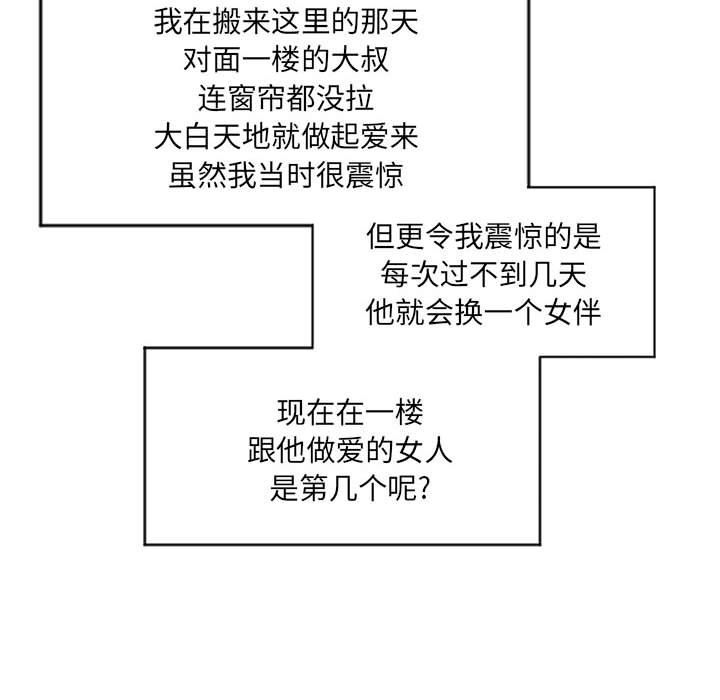 我在搬来这里的那天
对面一楼的大叔
连窗帘都没拉
大白天地就做起爱来
虽然我当时很震惊
但更令我震惊的是
每次过不到几天
他就会换一个女伴
现在在一楼
跟他做爱的女人
是第几个呢?